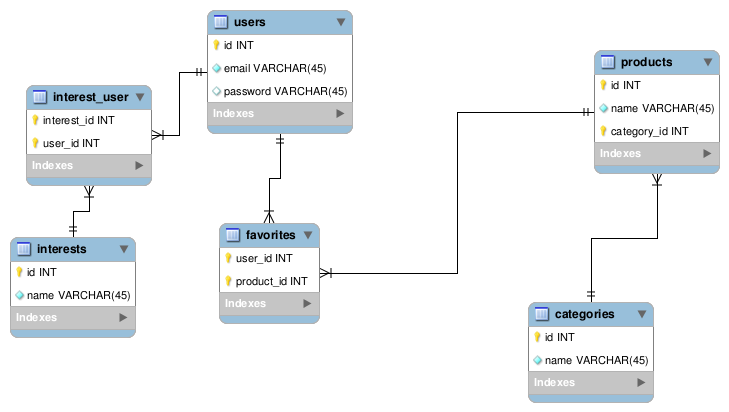 users
id INT
email VARCHAR(45)
password VARCHAR(45)
Indexes
products
id INT
name VARCHAR(45)
category_id INT
Indexes
interest_user
interest_id INT
user_id INT
Indexes
favorites
user_id INT
product_id INT
Indexes
interests
id INT
name VARCHAR(45)
Indexes
categories
id INT
name VARCHAR(45)
Indexes